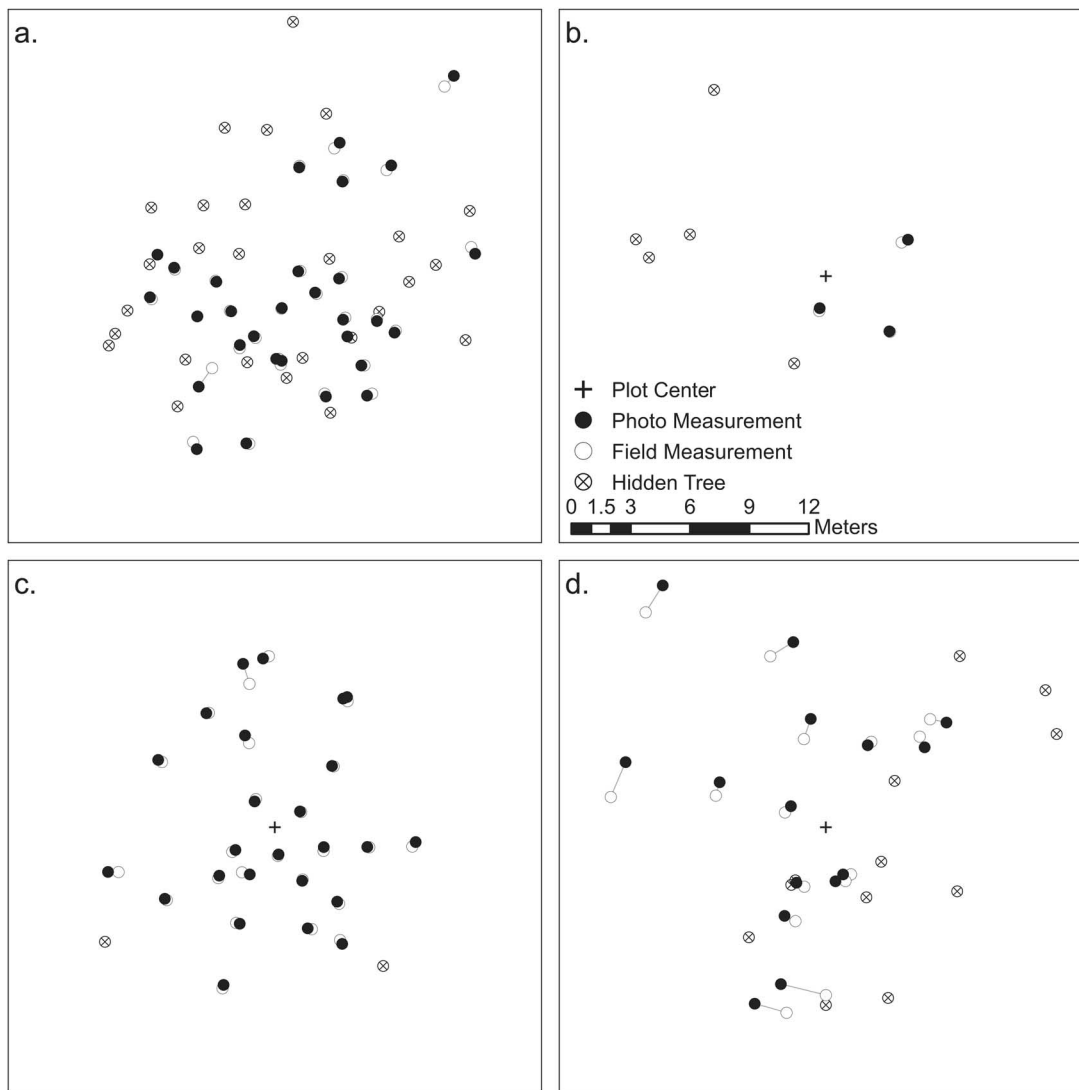 a.
b.
Plot Center
Photo Measurement
Field Measurement
Hidden Tree
0 1.5 3 6 9 12
Meters
c.
d.